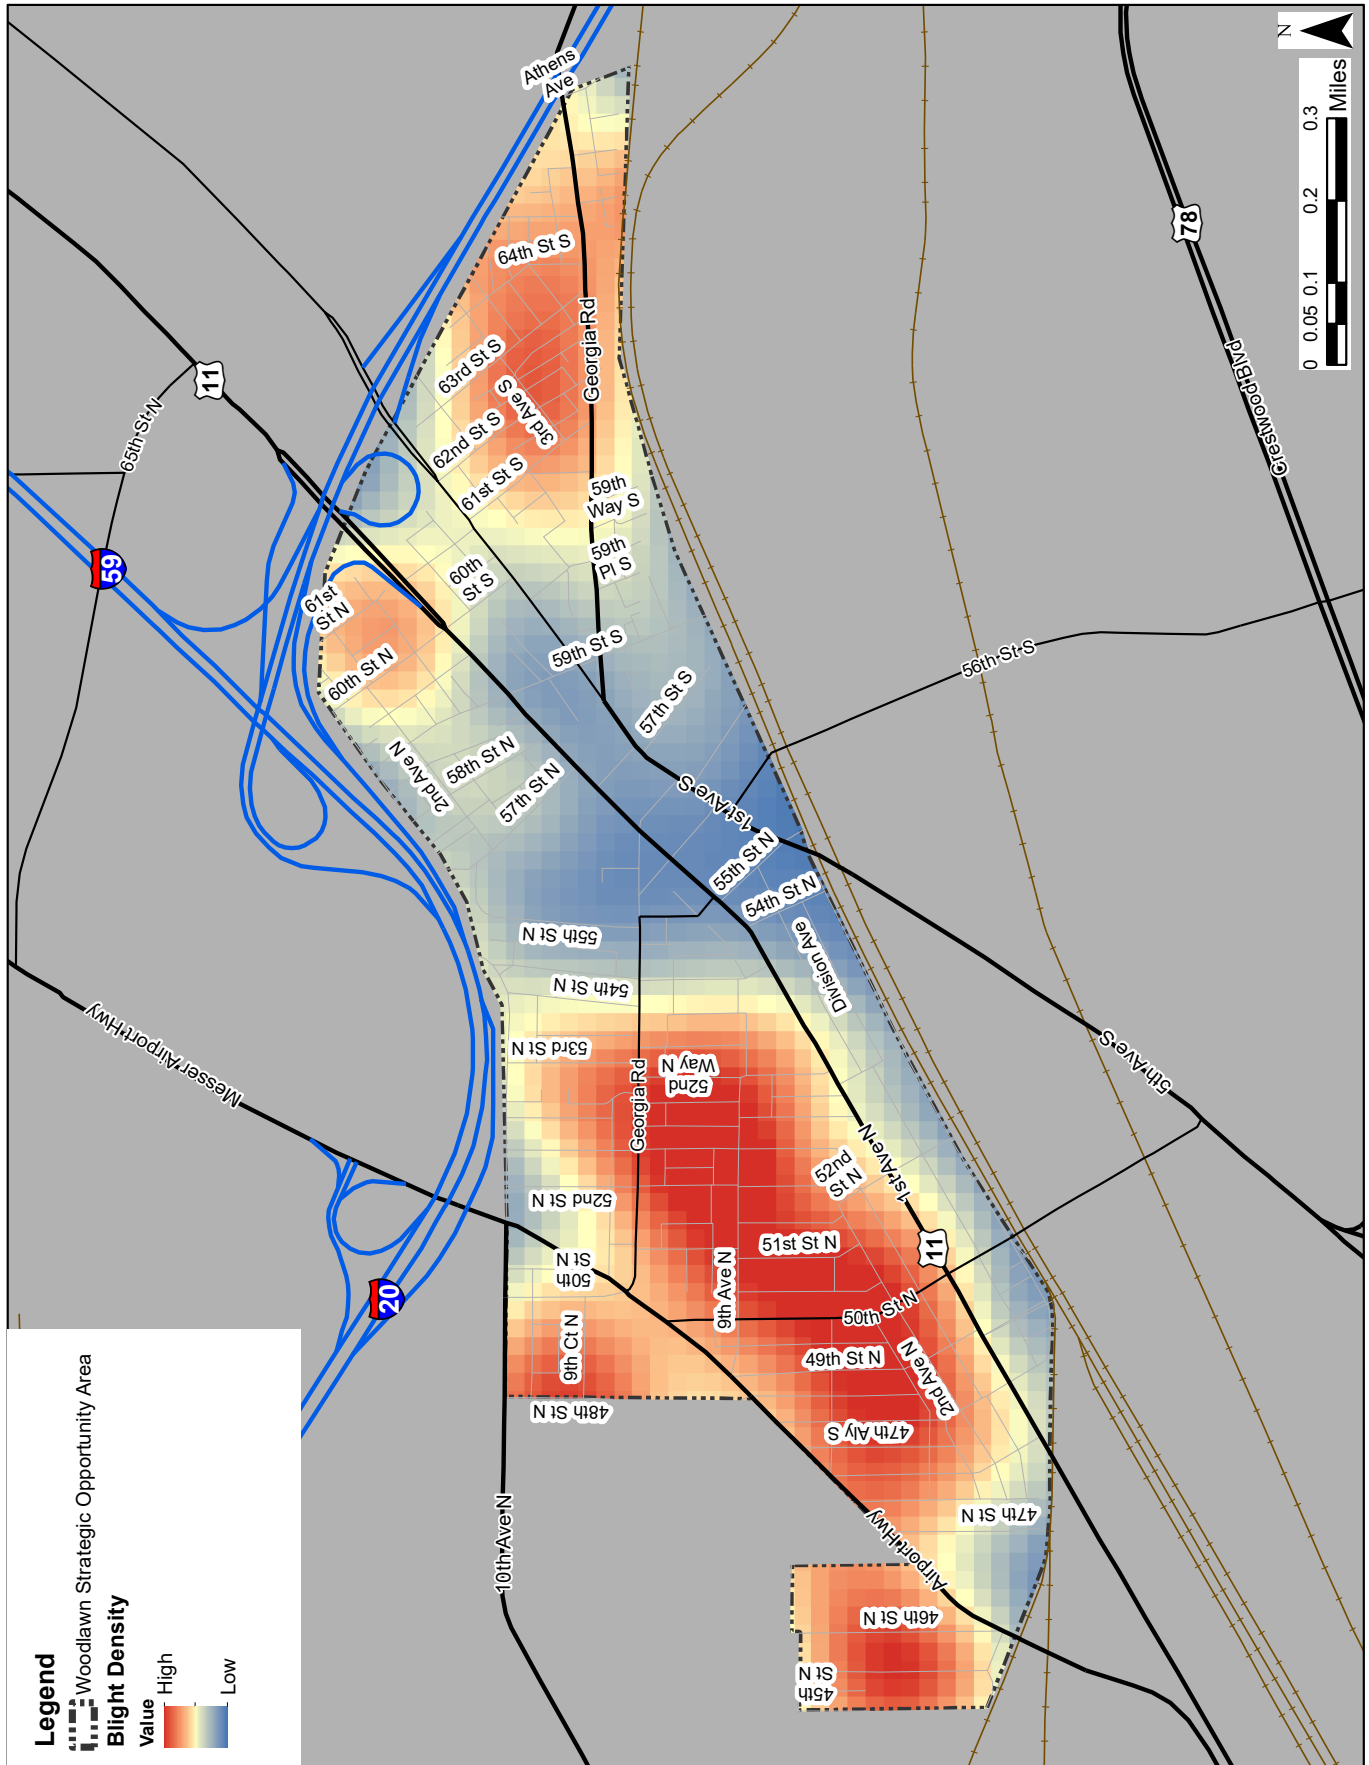 Legend
Woodlawn Strategic Opportunity Area
Blight Density
Value
High
Low
N
0 0.05 0.1 0.2 0.3
Miles
Athens
Ave
64th St S
63rd St S
3rd Ave S
62nd St S
61st St S
Georgia Rd
59th
Way S
59th
Pl S
60th
St S
59th St S
57th St S
61st
St N
60th St N
2nd Ave N
58th St N
57th St N
1st Ave S
55th St N
54th St N
Division Ave
55th St N
54th St N
53rd St N
52nd
Way N
Georgia Rd
52nd St N
52nd
St N
1st Ave N
50th
St N
51st St N
9th Ave N
50th St N
9th Ct N
49th St N
2nd Ave N
48th St N
47th Aly S
47th St N
Airport Hwy
46th St N
45th
St N
10th Ave N
Messer Airport Hwy
65th St N
56th St S
5th Ave S
Crestwood Blvd
11
11
59
20
78